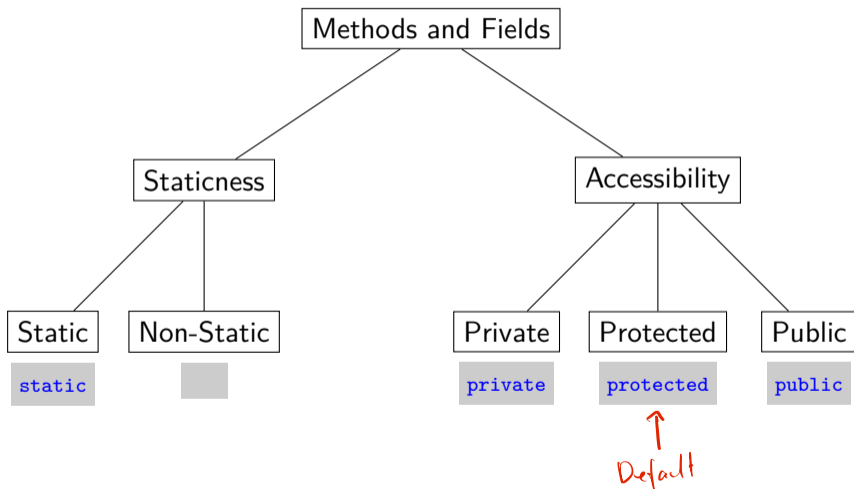 Methods and Fields
Staticness
Accessibility
Static
Non-Static
Private
Protected
Public
static
private
protected
public
Default